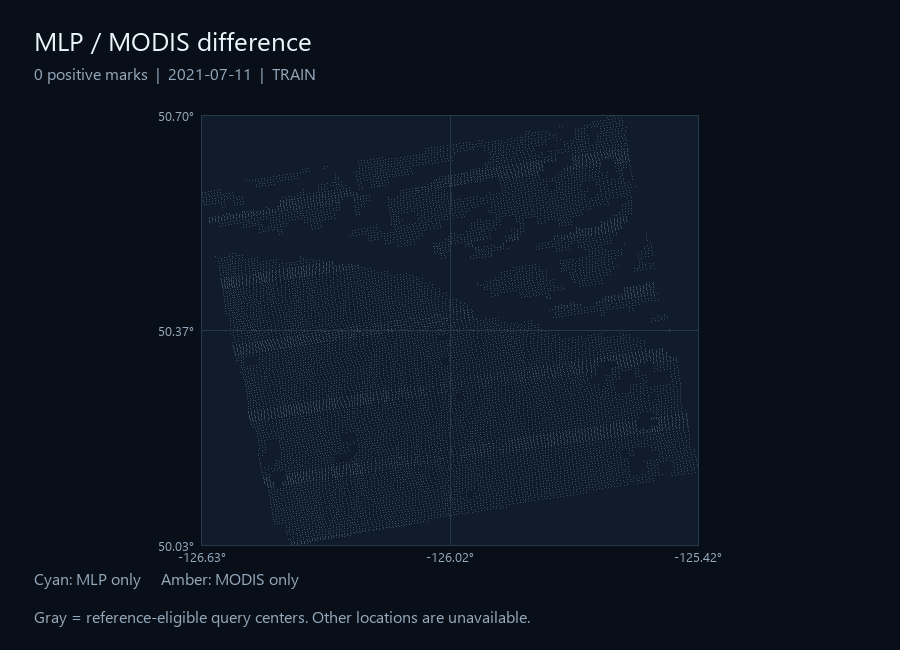 MLP / MODIS difference
0 positive marks | 2021-07-11 | TRAIN
50.70°
50.37°
50.03°
-126.63° -126.02° -125.42°
Cyan: MLP only Amber: MODIS only
Gray = reference-eligible query centers. Other locations are unavailable.